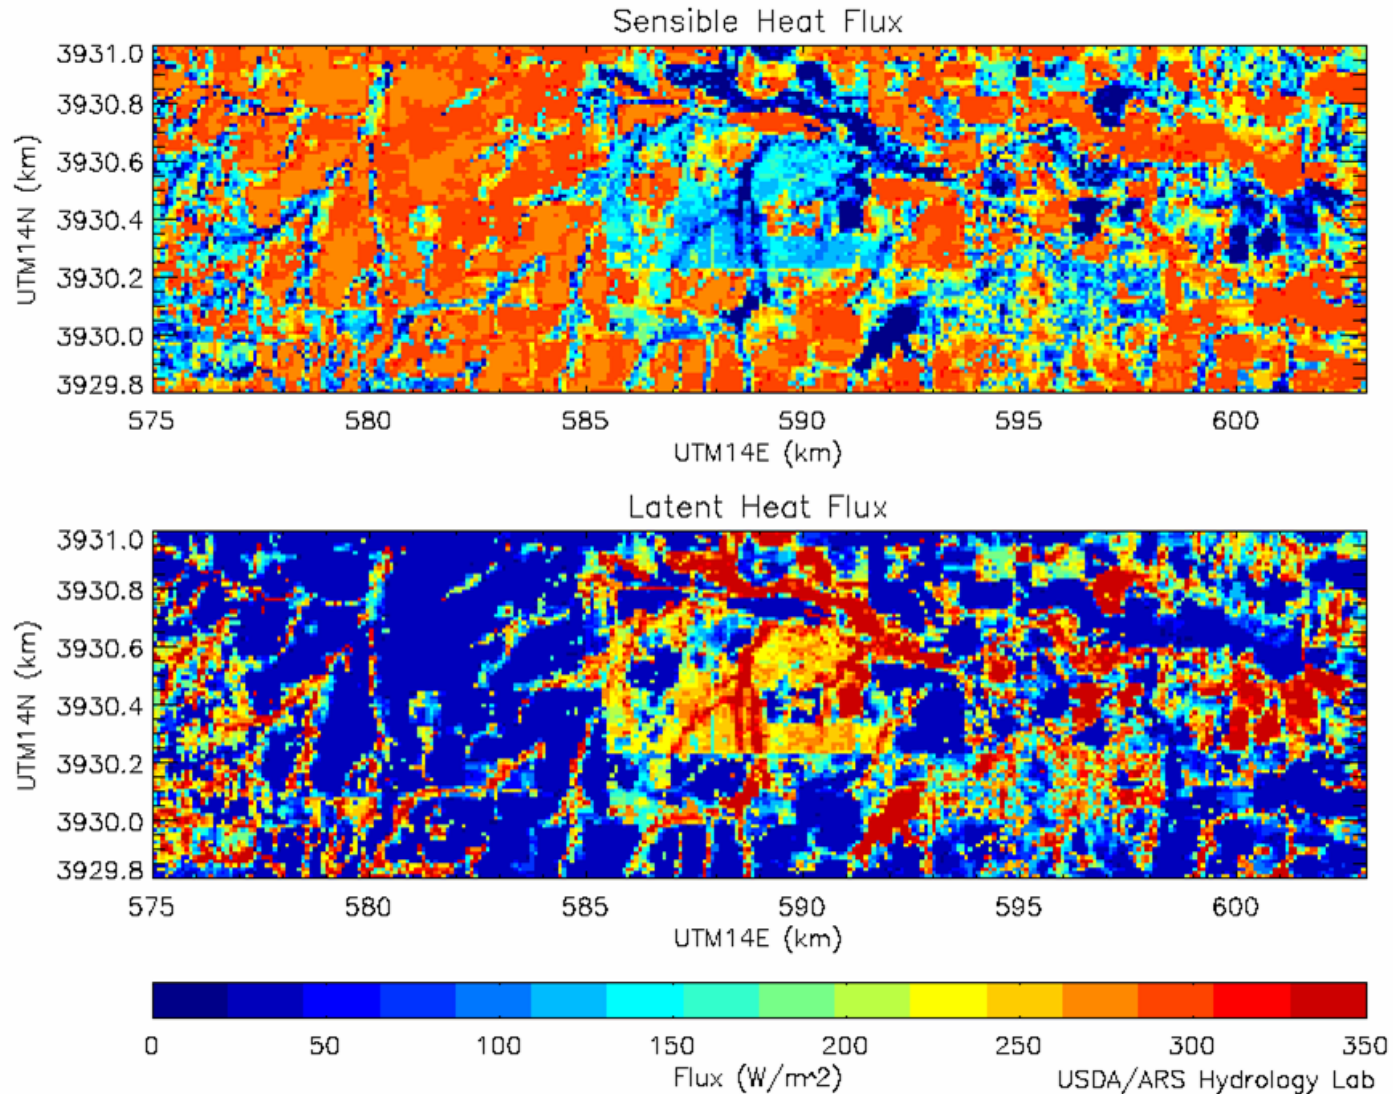 Sensible Heat Flux
3931.0
3930.8
3930.6
3930.4
3930.2
3930.0
3929.8
UTM14N (km)
575 580 585 590 595 600
UTM14E (km)
Latent Heat Flux
3931.0
3930.8
3930.6
3930.4
3930.2
3930.0
3929.8
UTM14N (km)
575 580 585 590 595 600
UTM14E (km)
0 50 100 150 200 250 300 350
Flux (W/m^2) USDA/ARS Hydrology Lab